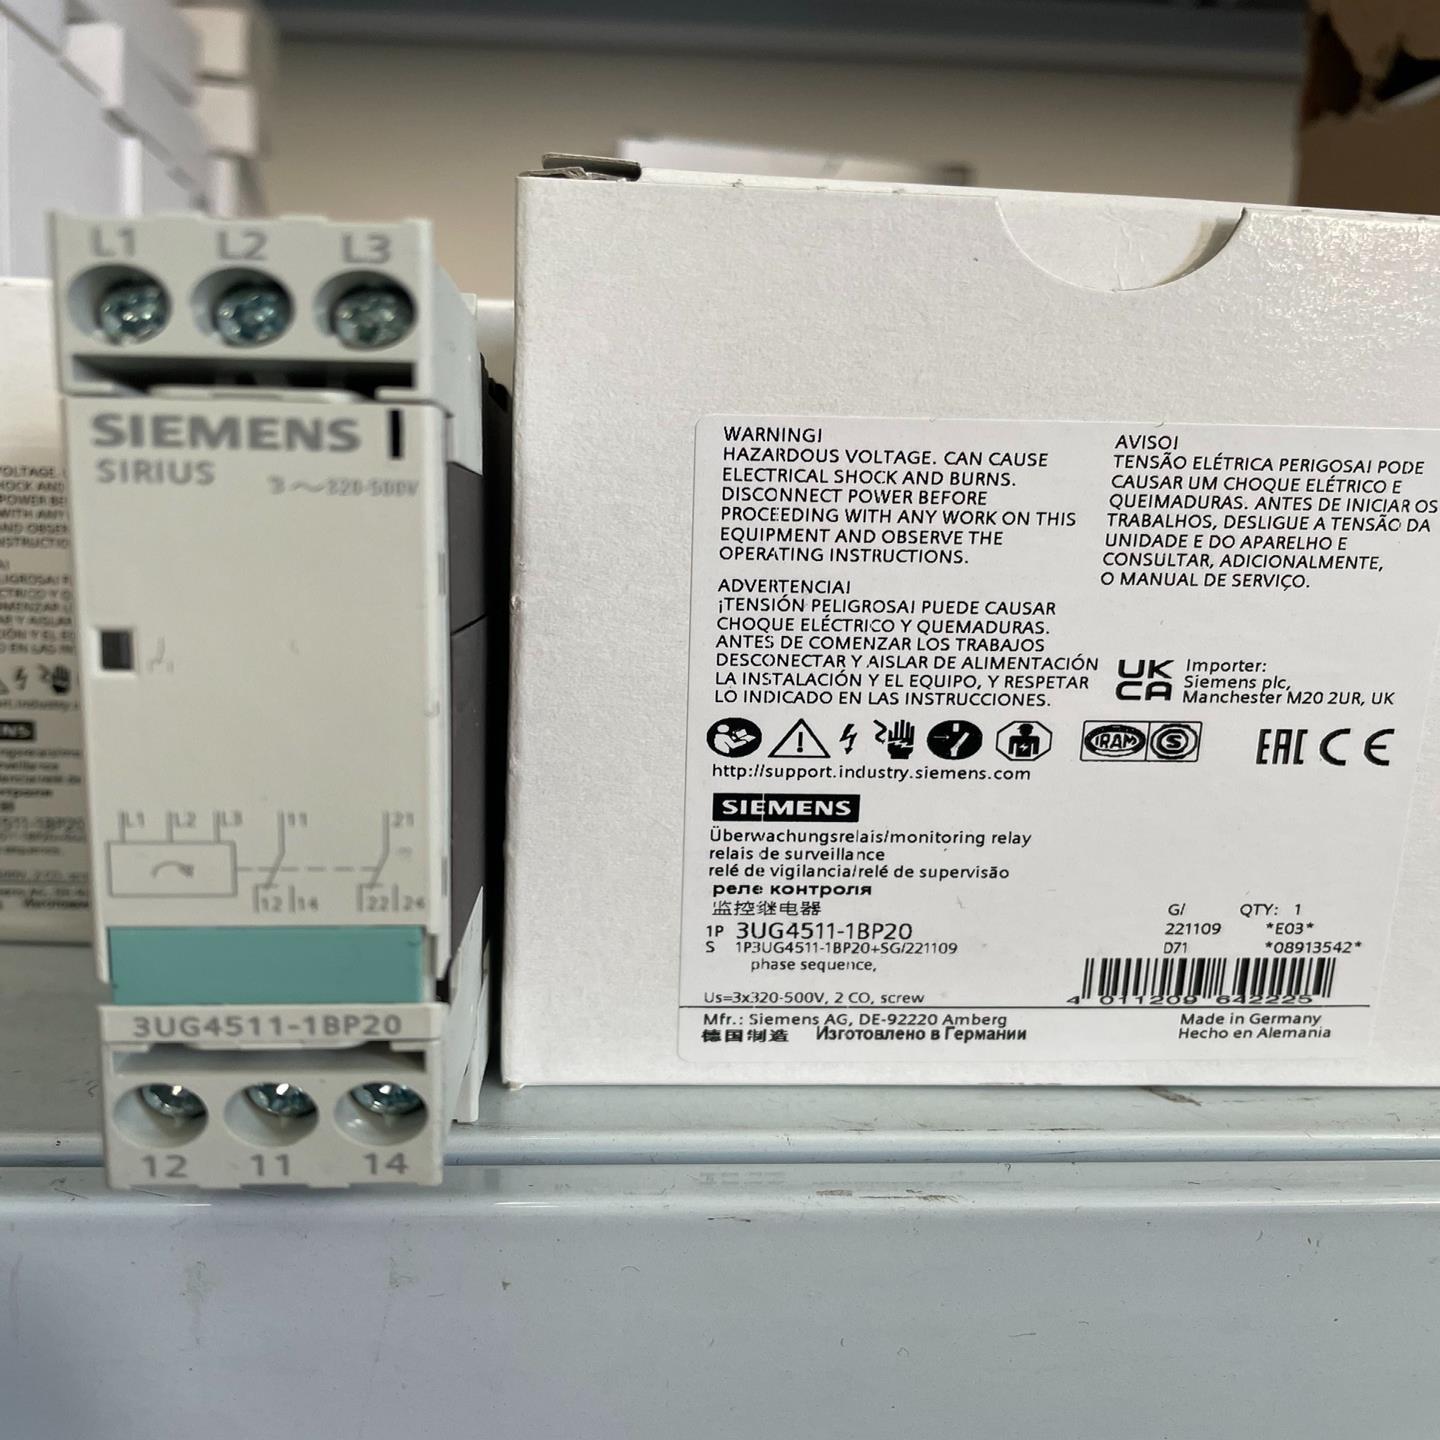 L1 L2 L3
SIEMENS
SIRIUS
3~320-500V
L1 L2 L3 11 21
12 14 22 24
3UG4511-1BP20
12 11 14
WARNING!
HAZARDOUS VOLTAGE. CAN CAUSE
ELECTRICAL SHOCK AND BURNS.
DISCONNECT POWER BEFORE
PROCEEDING WITH ANY WORK ON THIS
EQUIPMENT AND OBSERVE THE
OPERATING INSTRUCTIONS.
ADVERTENCIA!
¡TENSIÓN PELIGROSA! PUEDE CAUSAR
CHOQUE ELÉCTRICO Y QUEMADURAS.
ANTES DE COMENZAR LOS TRABAJOS
DESCONECTAR Y AISLAR DE ALIMENTACIÓN
LA INSTALACIÓN Y EL EQUIPO, Y RESPETAR
LO INDICADO EN LAS INSTRUCCIONES.
AVISO!
TENSÃO ELÉTRICA PERIGOSA! PODE
CAUSAR UM CHOQUE ELÉTRICO E
QUEIMADURAS. ANTES DE INICIAR OS
TRABALHOS, DESLIGUE A TENSÃO DA
UNIDADE E DO APARELHO E
CONSULTAR, ADICIONALMENTE,
O MANUAL DE SERVIÇO.
UK
CA
Importer:
Siemens plc,
Manchester M20 2UR, UK
IRAM S
EAC CE
http://support.industry.siemens.com
SIEMENS
Überwachungsrelais/monitoring relay
relais de surveillance
relé de vigilancia/relé de supervisão
реле контроля
监控继电器
1P 3UG4511-1BP20
S 1P3UG4511-1BP20+SG/221109
phase sequence,
G/ QTY: 1
221109 *E03*
D71 *08913542*
4 011209 642225
Us=3x320-500V, 2 CO, screw
Mfr.: Siemens AG, DE-92220 Amberg
德国制造 Изготовлено в Германии
Made in Germany
Hecho en Alemania